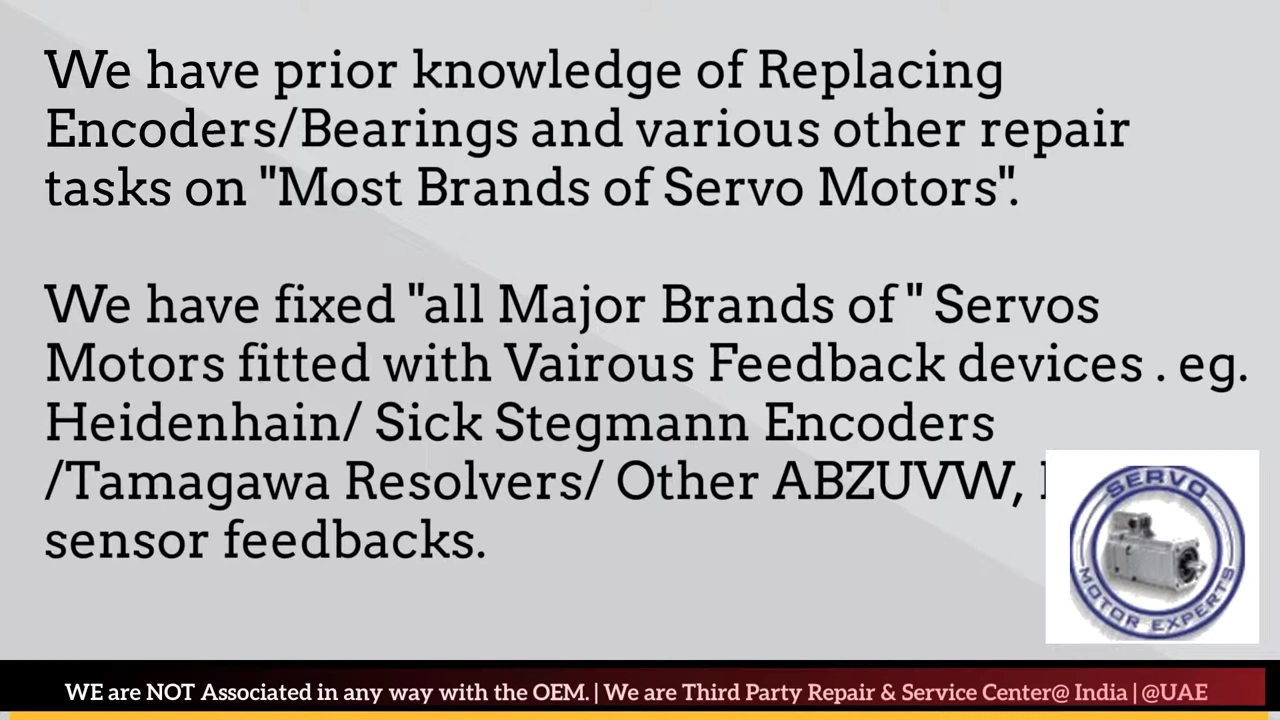 We have prior knowledge of Replacing
Encoders/Bearings and various other repair
tasks on "Most Brands of Servo Motors".
We have fixed "all Major Brands of " Servos
Motors fitted with Vairous Feedback devices . eg.
Heidenhain/ Sick Stegmann Encoders
/Tamagawa Resolvers/ Other ABZUVW,
sensor feedbacks.
SERVO
MOTOR EXPERTS
WE are NOT Associated in any way with the OEM. | We are Third Party Repair & Service Center@ India | @UAE